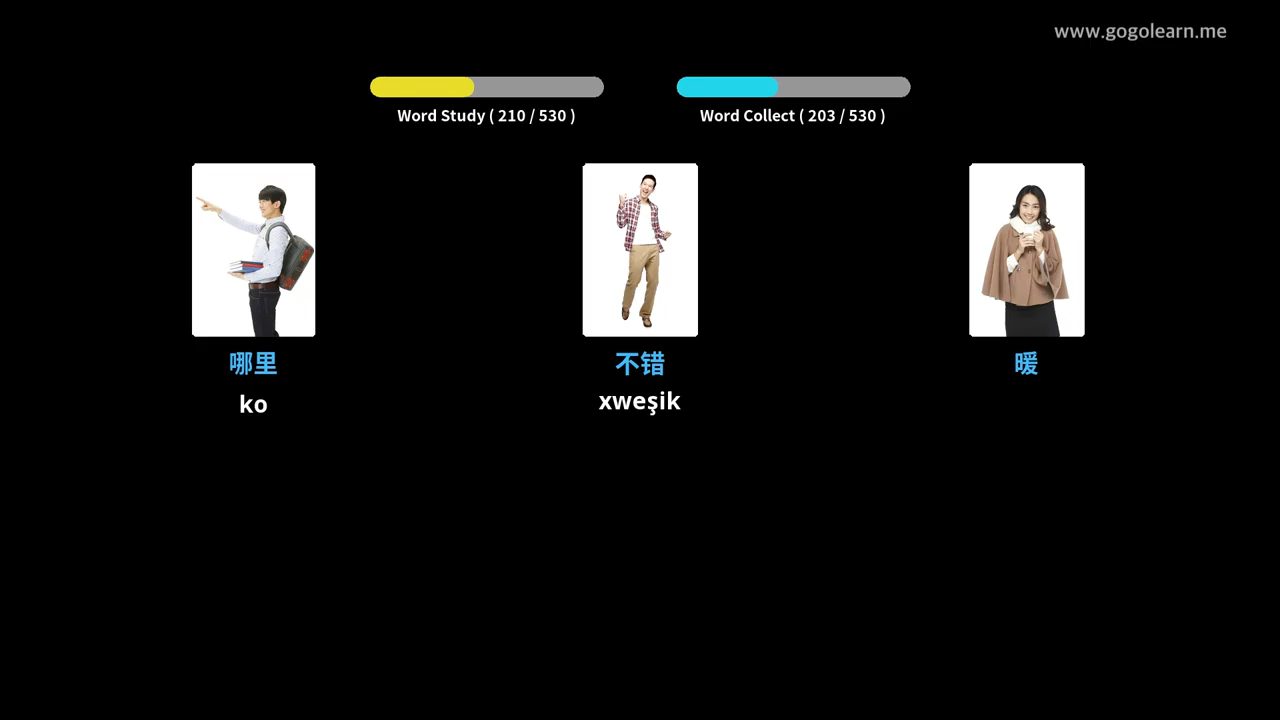 www.gogolearn.me
Word Study ( 210 / 530 )
Word Collect ( 203 / 530 )
哪里
不错
暖
ko
xweşik